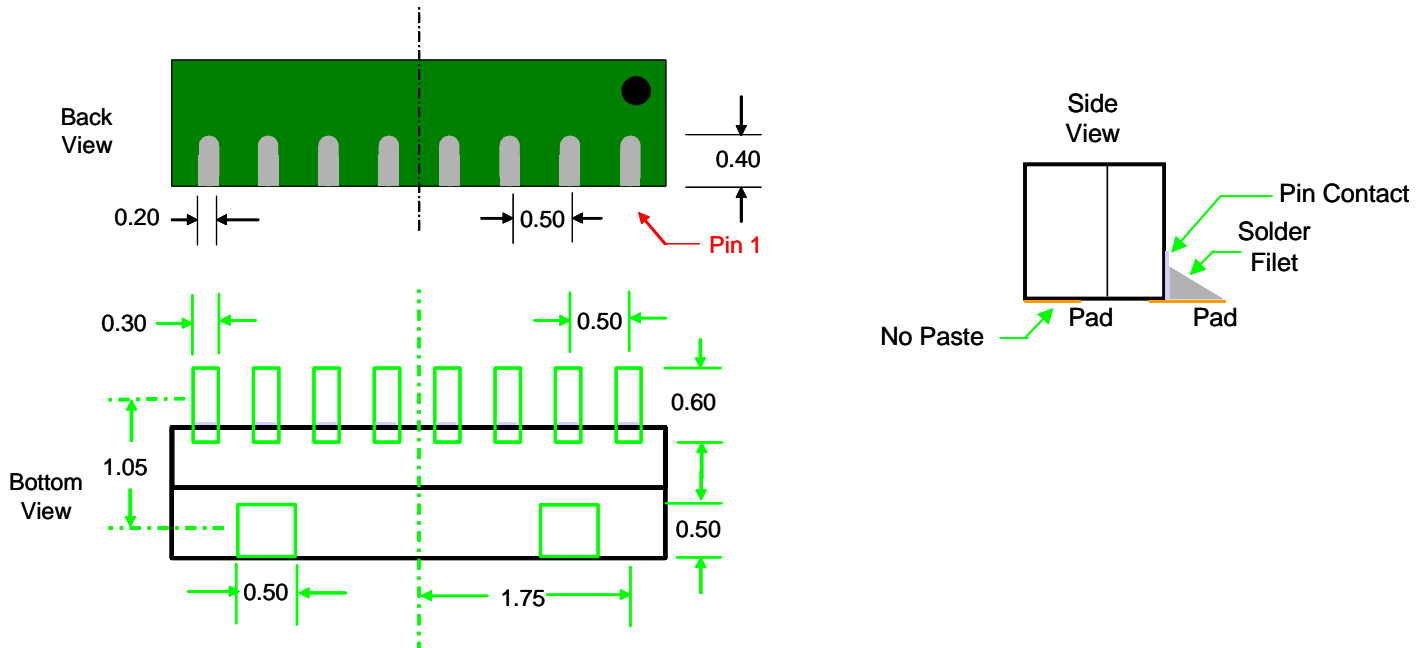 Back
View
0.40
0.20
0.50
Pin 1
0.30
0.50
0.60
1.05
Bottom
View
0.50
0.50
1.75
Side
View
Pin Contact
Solder
Filet
No Paste
Pad
Pad